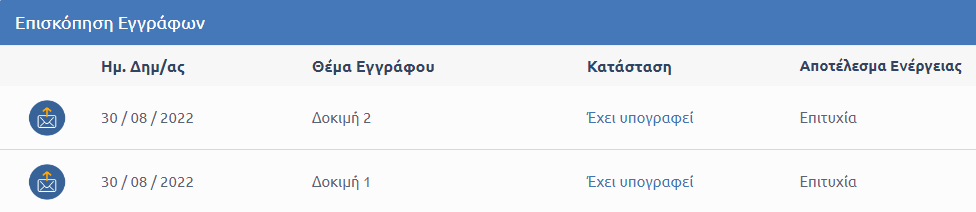 Επισκόπηση Εγγράφων
Ημ. Δημ/ας Θέμα Εγγράφου Κατάσταση Αποτέλεσμα Ενέργειας
30 / 08 / 2022 Δοκιμή 2 Έχει υπογραφεί Επιτυχία
30 / 08 / 2022 Δοκιμή 1 Έχει υπογραφεί Επιτυχία